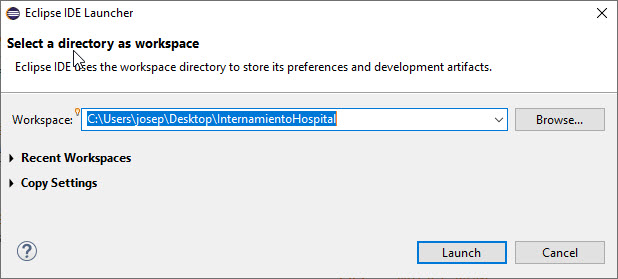 Eclipse IDE Launcher
Select a directory as workspace
Eclipse IDE uses the workspace directory to store its preferences and development artifacts.
Workspace: C:\Users\josep\Desktop\InternamientoHospital Browse...
Recent Workspaces
Copy Settings
? Launch Cancel